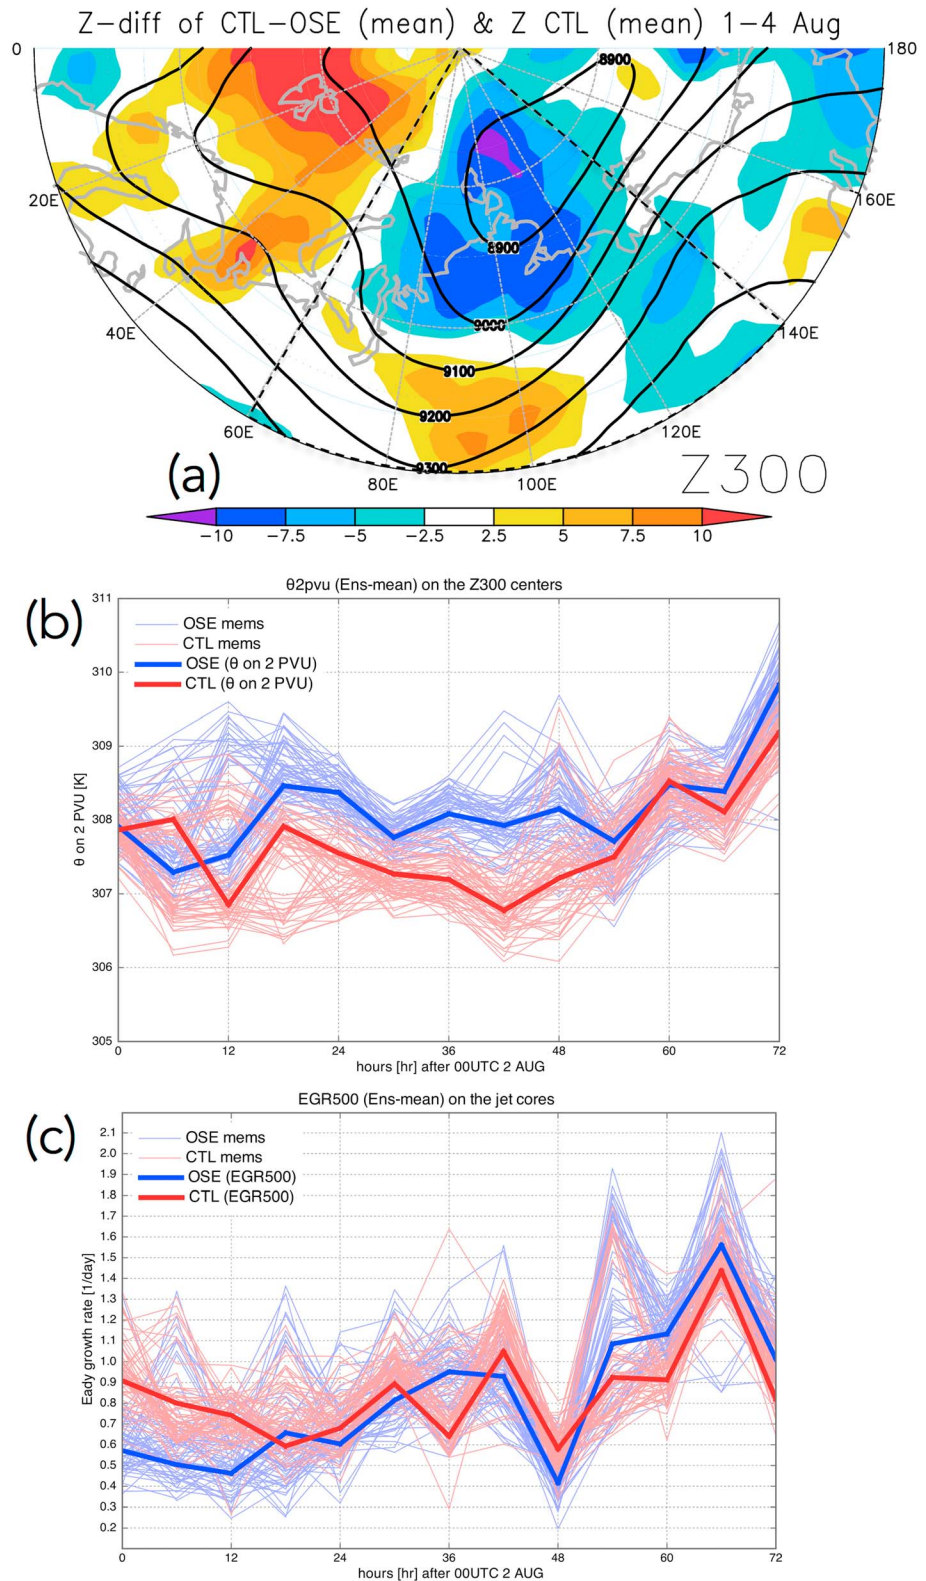 Z-diff of CTL-OSE (mean) & Z CTL (mean) 1-4 Aug
0
180
8900
20E
160E
8900
9000
40E
140E
9100
9200
60E
120E
9300
80E
100E
(a)
Z300
-10 -7.5 -5 -2.5 2.5 5 7.5 10
(b)
θ2pvu (Ens-mean) on the Z300 centers
311
OSE mems
CTL mems
OSE (θ on 2 PVU)
CTL (θ on 2 PVU)
310
309
308
307
306
305
θ on 2 PVU [K]
0 12 24 36 48 60 72
hours [hr] after 00UTC 2 AUG
(c)
EGR500 (Ens-mean) on the jet cores
OSE mems
CTL mems
OSE (EGR500)
CTL (EGR500)
2.1
2.0
1.9
1.8
1.7
1.6
1.5
1.4
1.3
1.2
1.1
1.0
0.9
0.8
0.7
0.6
0.5
0.4
0.3
0.2
Eady growth rate [1/day]
0 12 24 36 48 60 72
hours [hr] after 00UTC 2 AUG